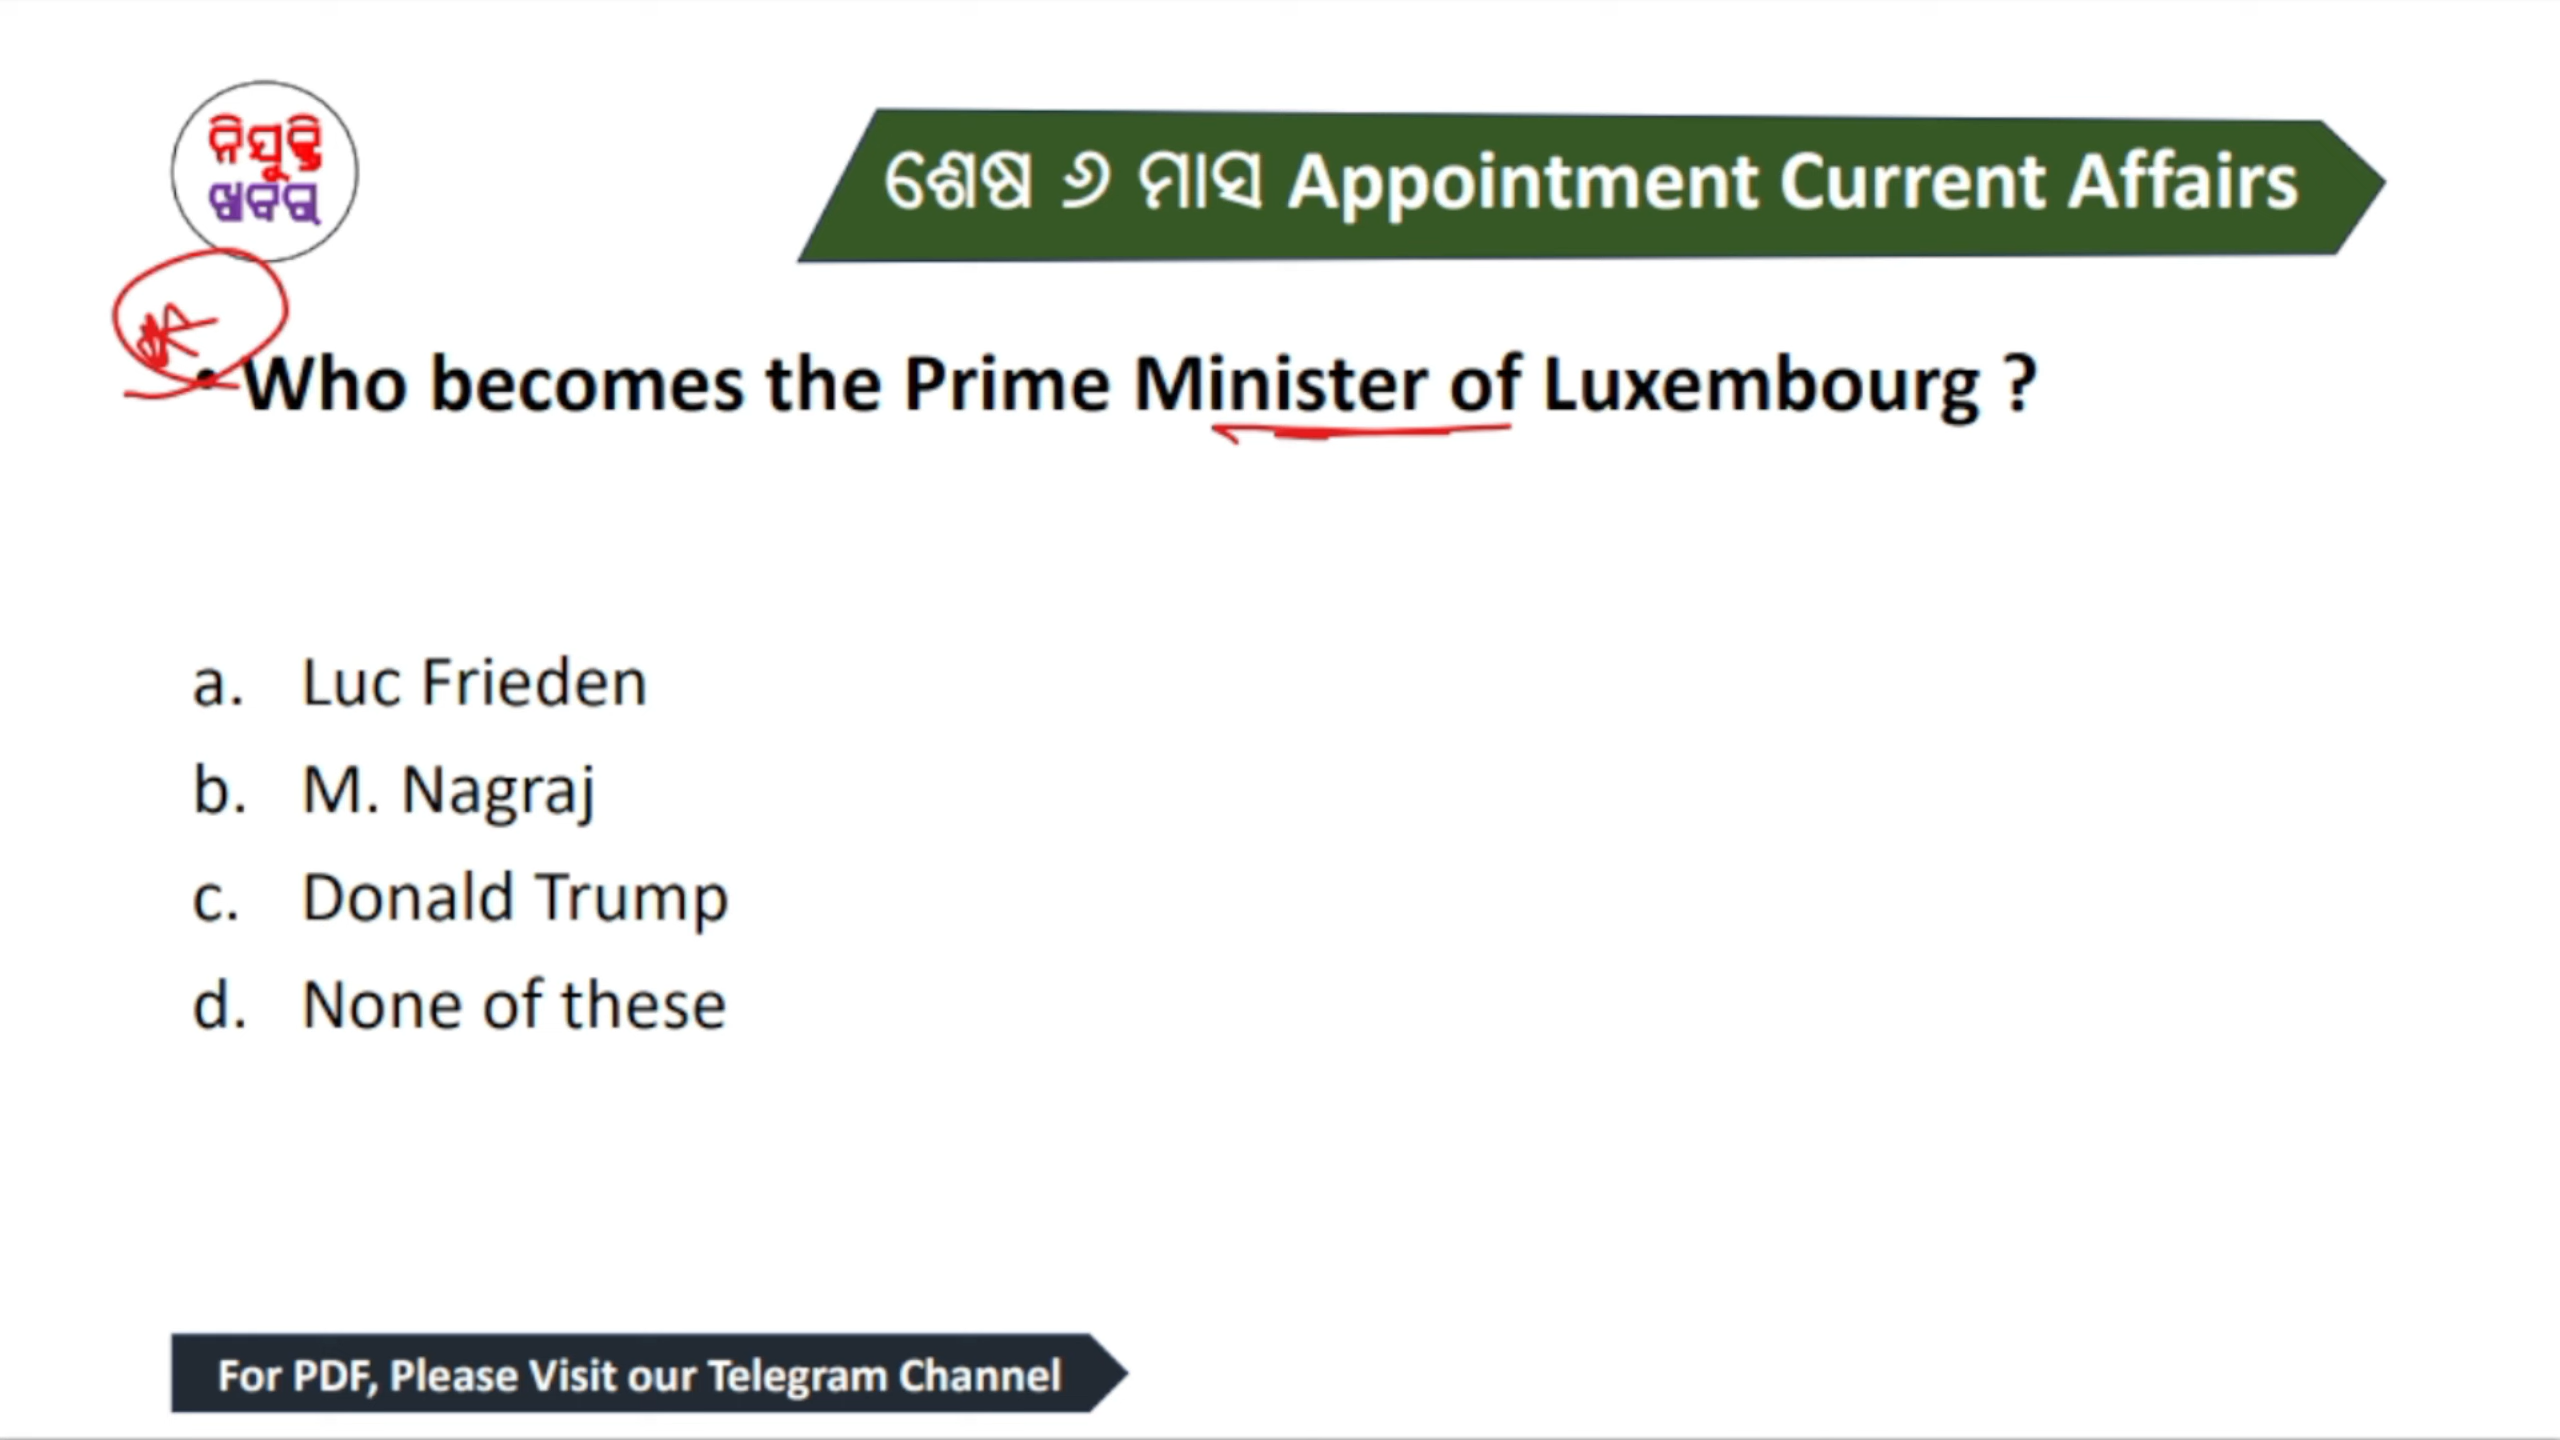 ନିଯୁକ୍ତି
ଖବର
ଶେଷ ୬ ମାସ Appointment Current Affairs
• Who becomes the Prime Minister of Luxembourg ?
a. Luc Frieden
b. M. Nagraj
c. Donald Trump
d. None of these
For PDF, Please Visit our Telegram Channel